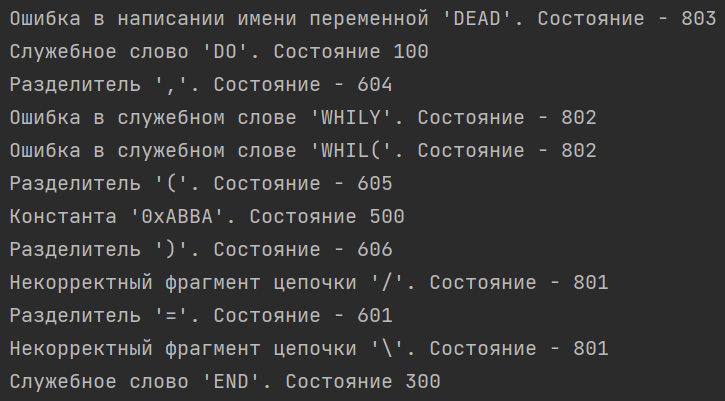 Ошибка в написании имени переменной 'DEAD'. Состояние - 803
Служебное слово 'DO'. Состояние 100
Разделитель ','. Состояние - 604
Ошибка в служебном слове 'WHILY'. Состояние - 802
Ошибка в служебном слове 'WHIL('. Состояние - 802
Разделитель '('. Состояние - 605
Константа '0xABBA'. Состояние 500
Разделитель ')'. Состояние - 606
Некорректный фрагмент цепочки '/'. Состояние - 801
Разделитель '='. Состояние - 601
Некорректный фрагмент цепочки '\'. Состояние - 801
Служебное слово 'END'. Состояние 300